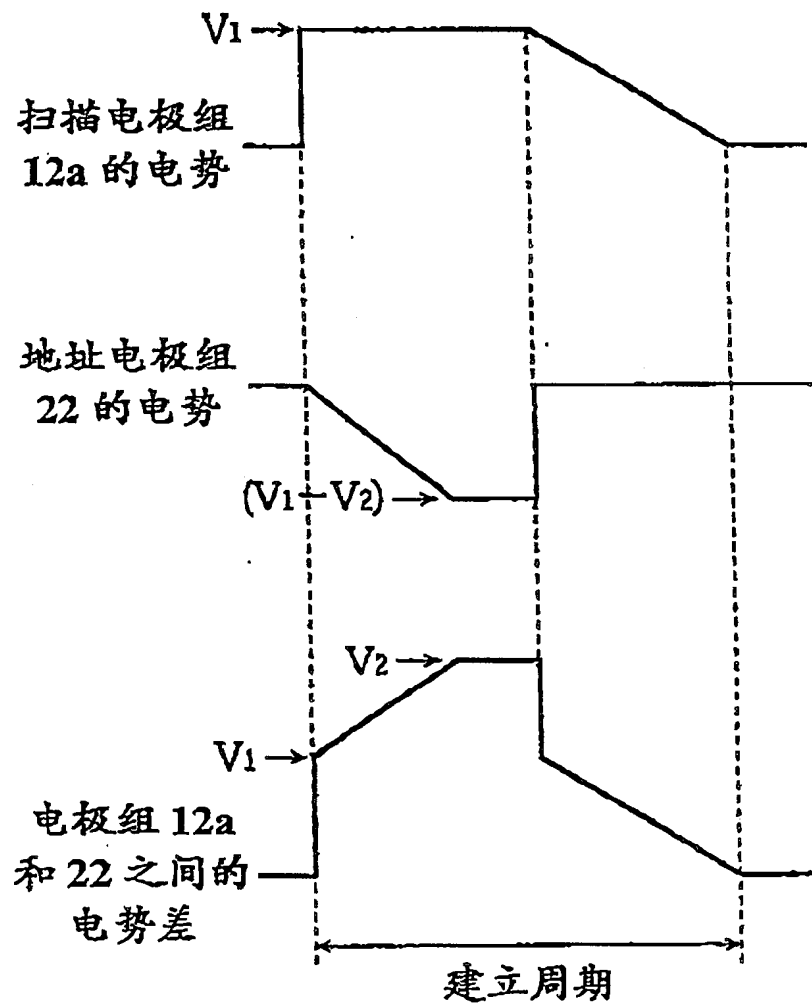 V1
扫描电极组
12a 的电势
地址电极组
22 的电势
(V1-V2)
V2
V1
电极组 12a
和 22 之间的
电势差
建立周期